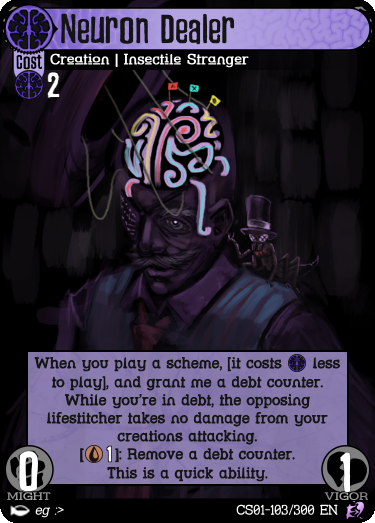 Neuron Dealer
Cost
Creation | Insectile Stranger
2
When you play a scheme, [it costs less
to play], and grant me a debt counter.
While you're in debt, the opposing
lifestitcher takes no damage from your
creations attacking.
[1]: Remove a debt counter.
This is a quick ability.
0
MIGHT
1
VIGOR
eg >
CS01-103/300 EN